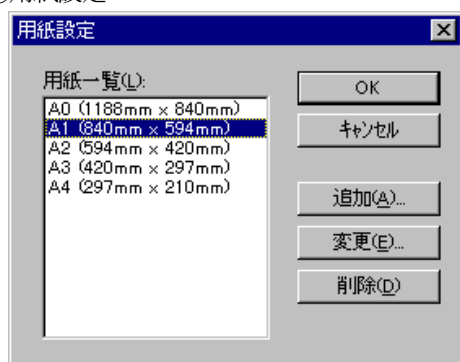 用紙設定
用紙一覧(L):
A0 (1188mm × 840mm)
A1 (840mm × 594mm)
A2 (594mm × 420mm)
A3 (420mm × 297mm)
A4 (297mm × 210mm)
OK
キャンセル
追加(A)...
変更(E)...
削除(D)